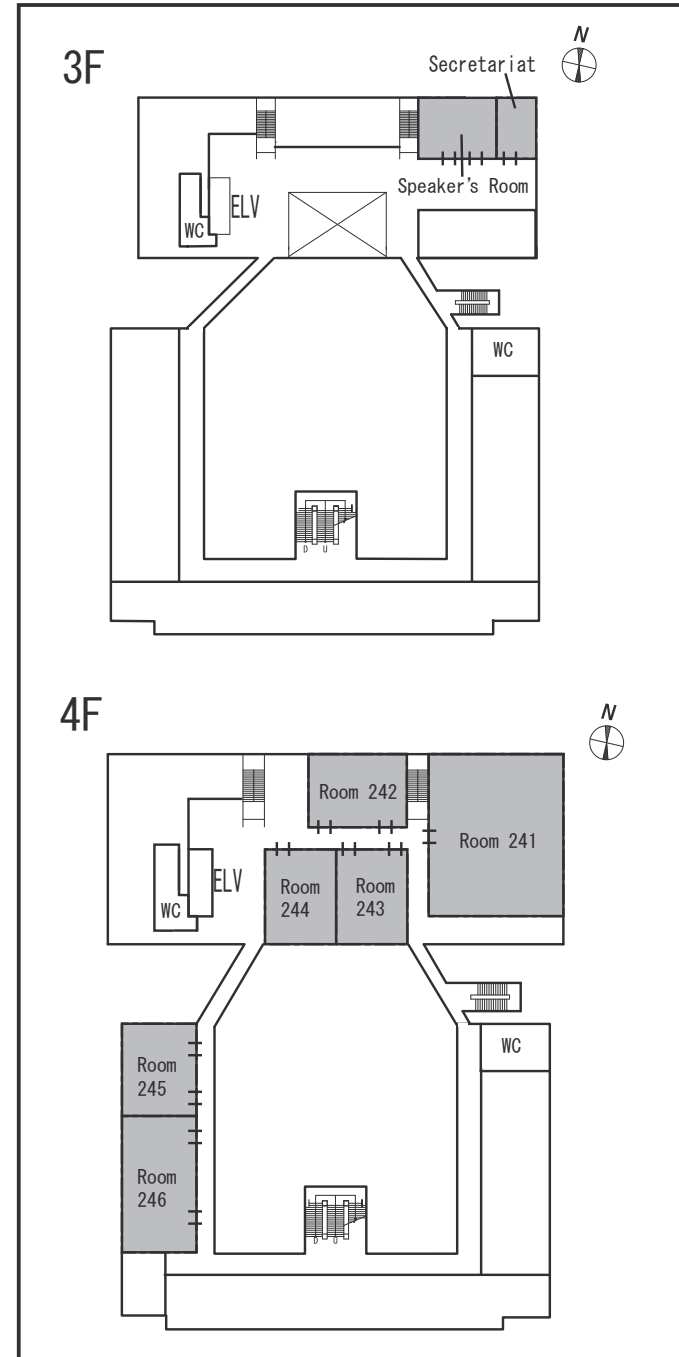 3F
N
Secretariat
Speaker's Room
ELV
WC
WC
D U
4F
N
Room 242
Room 241
ELV
Room
244
Room
243
WC
WC
Room
245
Room
246
D U